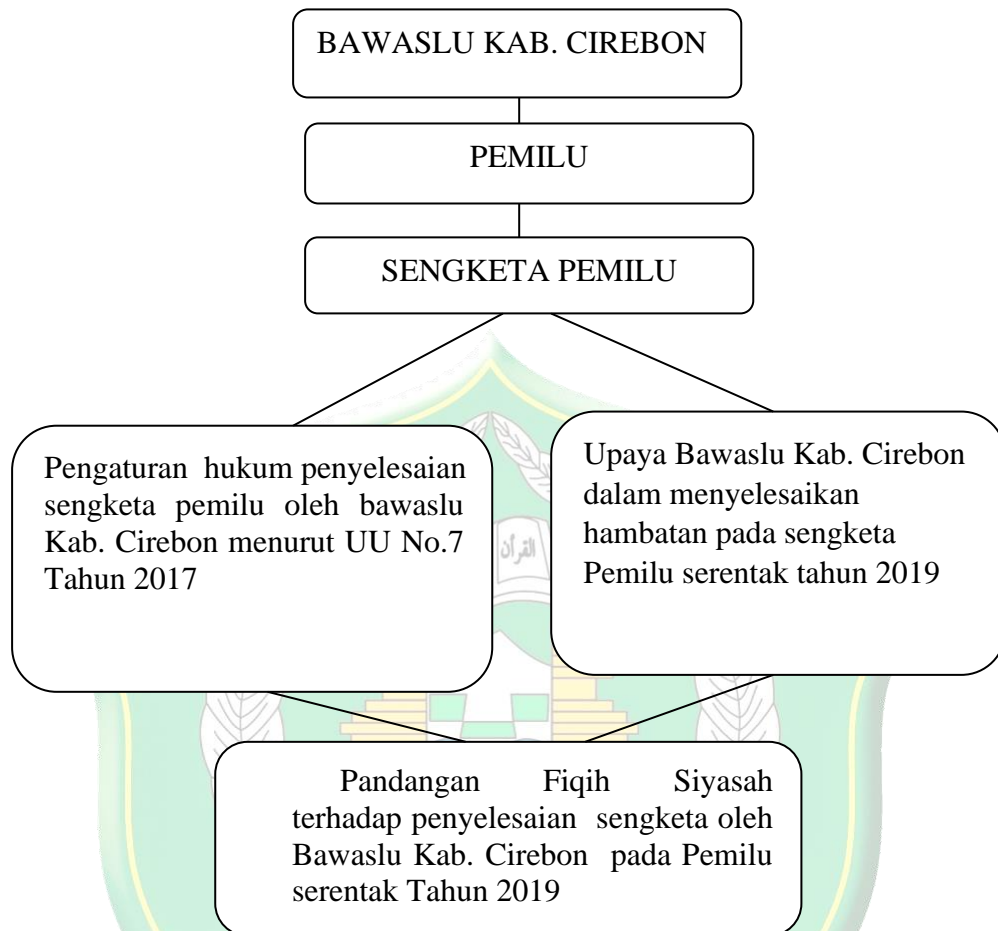 BAWASLU KAB. CIREBON
PEMILU
SENGKETA PEMILU
Pengaturan hukum penyelesaian
sengketa pemilu oleh bawaslu
Kab. Cirebon menurut UU No.7
Tahun 2017
Upaya Bawaslu Kab. Cirebon
dalam menyelesaikan
hambatan pada sengketa
Pemilu serentak tahun 2019
القرأن
Pandangan Fiqih Siyasah
terhadap penyelesaian sengketa oleh
Bawaslu Kab. Cirebon pada Pemilu
serentak Tahun 2019